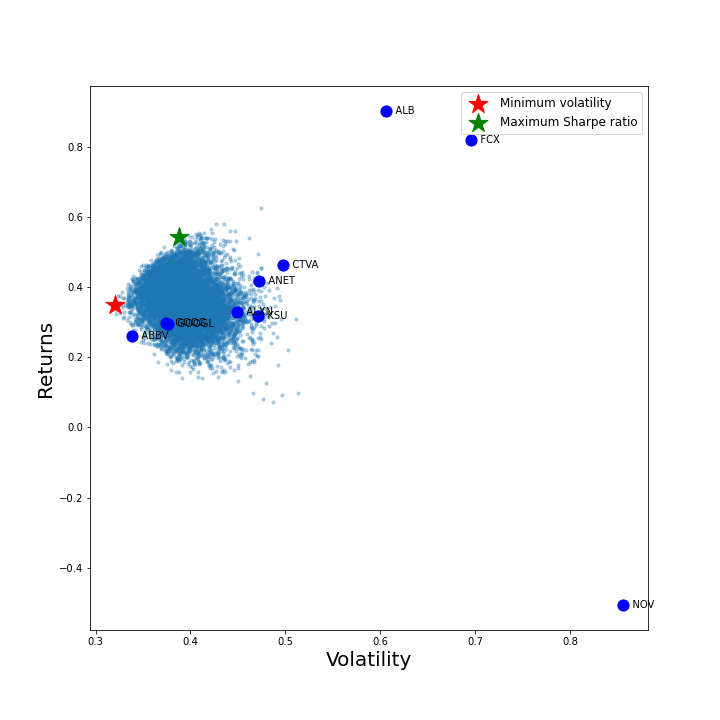 Minimum volatility
Maximum Sharpe ratio
ALB
FCX
CTVA
ANET
ALXN
KSU
GOOG
GOOGL
ABBV
NOV
0.8
0.6
0.4
0.2
0.0
−0.2
−0.4
Returns
0.3
0.4
0.5
0.6
0.7
0.8
Volatility